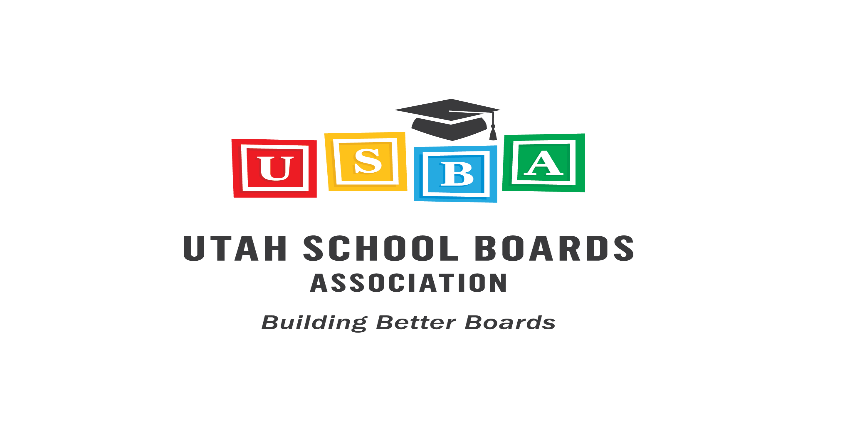 USBA
UTAH SCHOOL BOARDS
ASSOCIATION
Building Better Boards